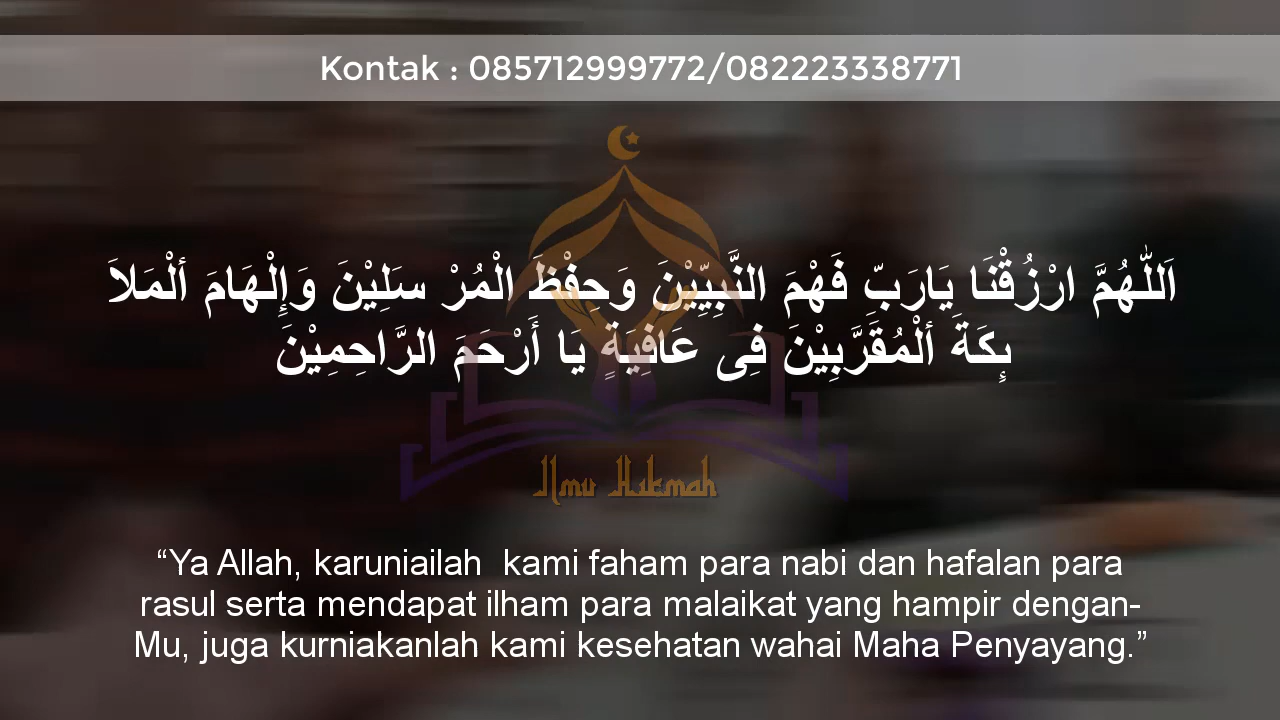 Kontak : 085712999772/082223338771
اَللّٰهُمَّ ارْزُقْنَا يَارَبّ فَهْمَ النَّبِيِّيْنَ وَحِفْظَ الْمُرْ سَلِيْنَ وَإِلْهَامَ ألْمَلاَ
ئِكَةَ ألْمُقَرَّبِيْنَ فِى عَافِيَةٍ يَا أَرْحَمَ الرَّاحِمِيْنَ
Ilmu Hikmah
“Ya Allah, karuniailah  kami faham para nabi dan hafalan para
rasul serta mendapat ilham para malaikat yang hampir dengan-
Mu, juga kurniakanlah kami kesehatan wahai Maha Penyayang.”